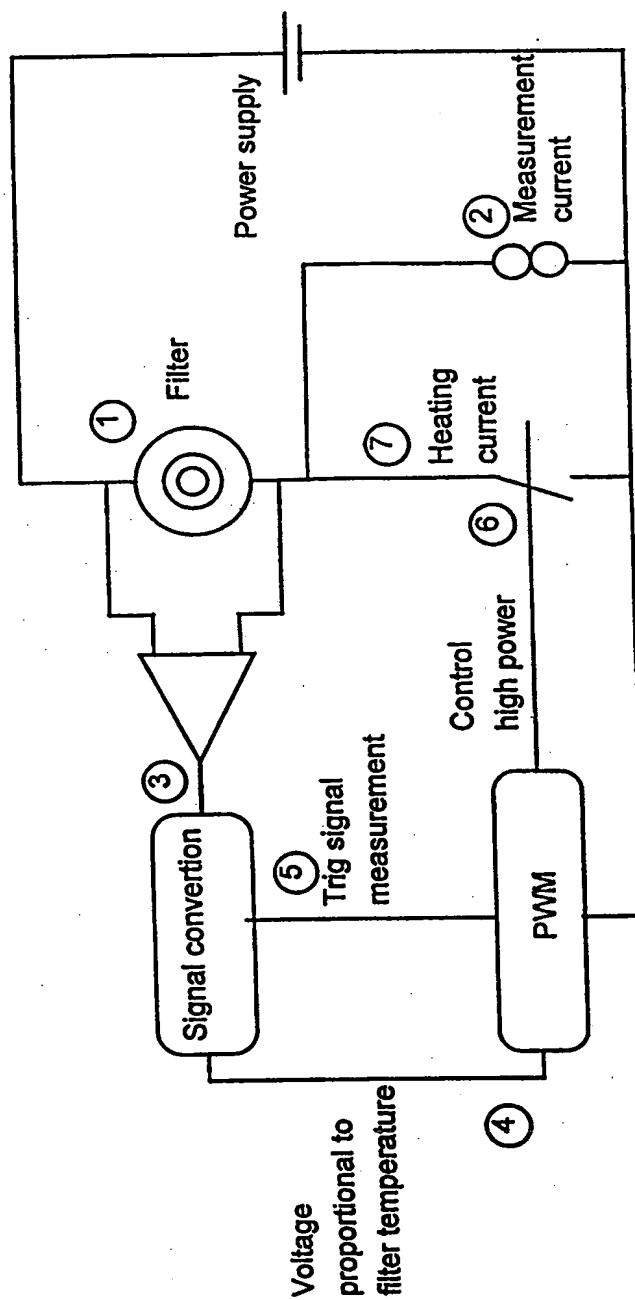 Power supply
1
Filter
2
Measurement
current
7
Heating
current
6
3
Signal convertion
5
Trig signal
measurement
Control
high power
PWM
Voltage
proportional to
filter temperature
4